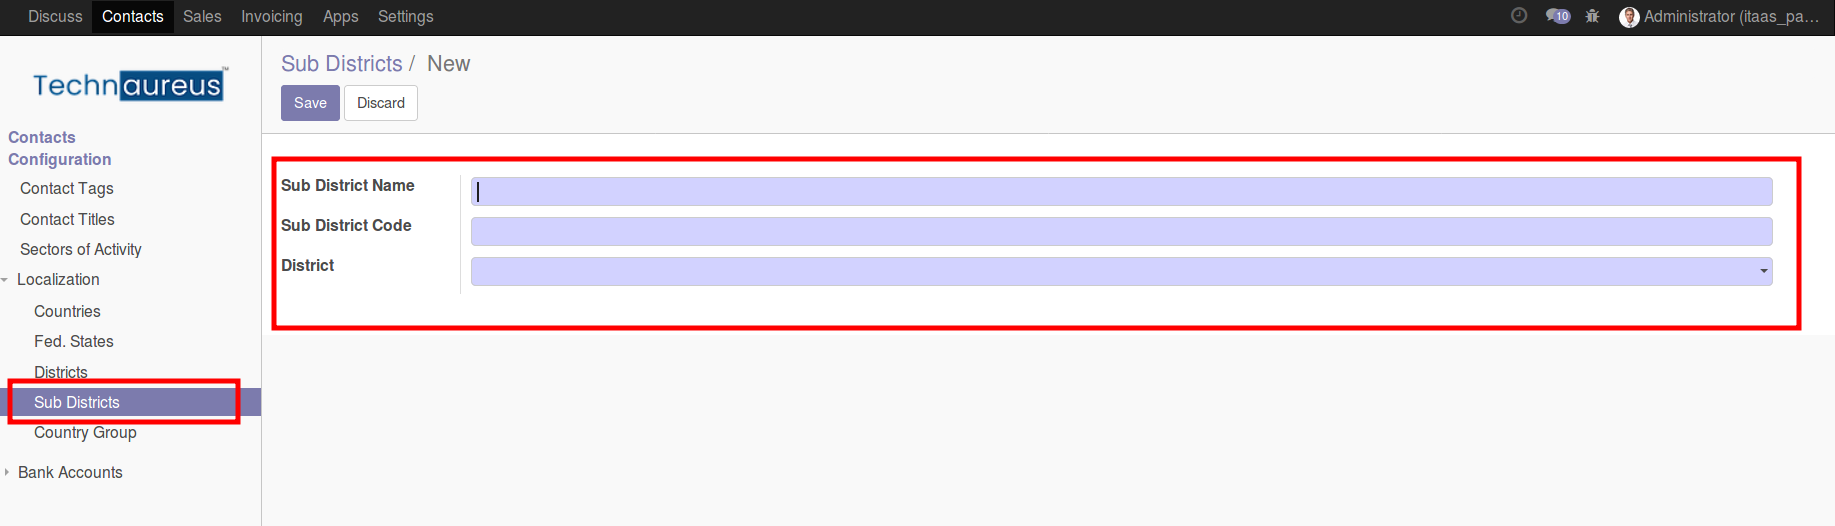 Discuss Contacts Sales Invoicing Apps Settings 10 Administrator (itaas_pa...
Technaureus™
Sub Districts / New
Save Discard
Contacts
Configuration
Contact Tags
Contact Titles
Sectors of Activity
Localization
Countries
Fed. States
Districts
Sub Districts
Country Group
Bank Accounts
Sub District Name
Sub District Code
District